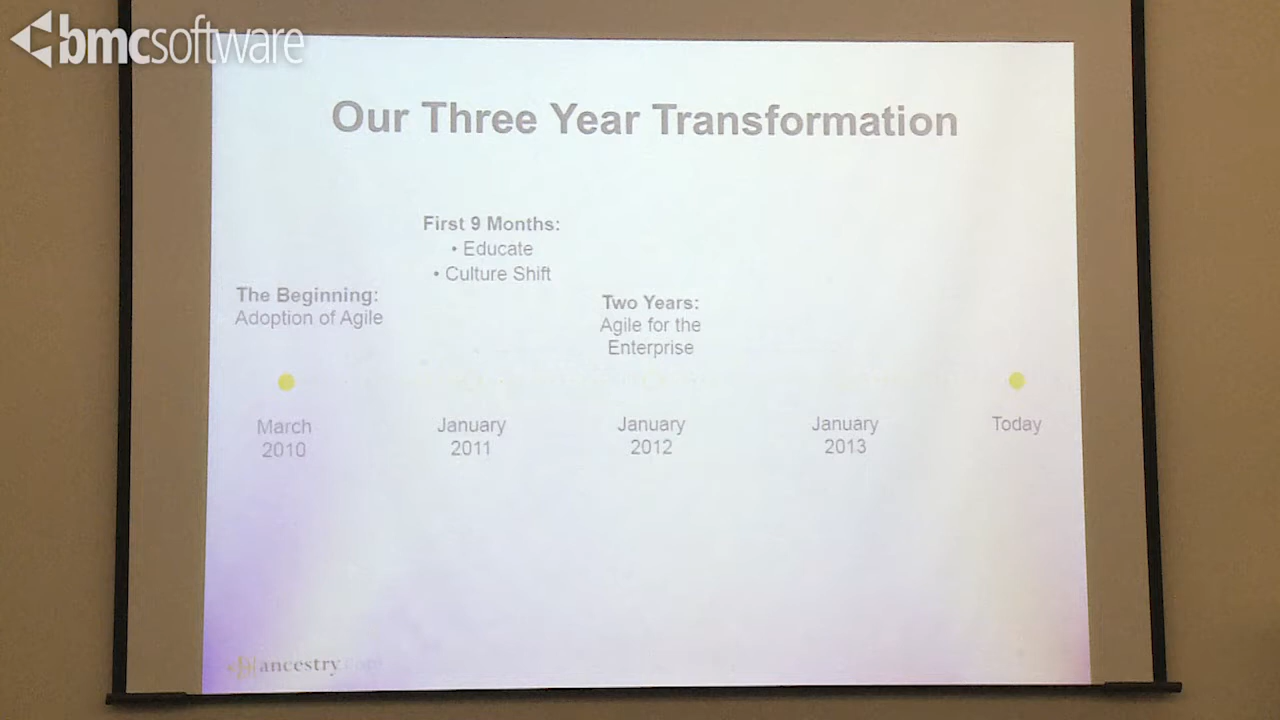 bmcsoftware
Our Three Year Transformation
First 9 Months:
• Educate
• Culture Shift
The Beginning:
Adoption of Agile
Two Years:
Agile for the
Enterprise
March
2010
January
2011
January
2012
January
2013
Today
ancestry.com